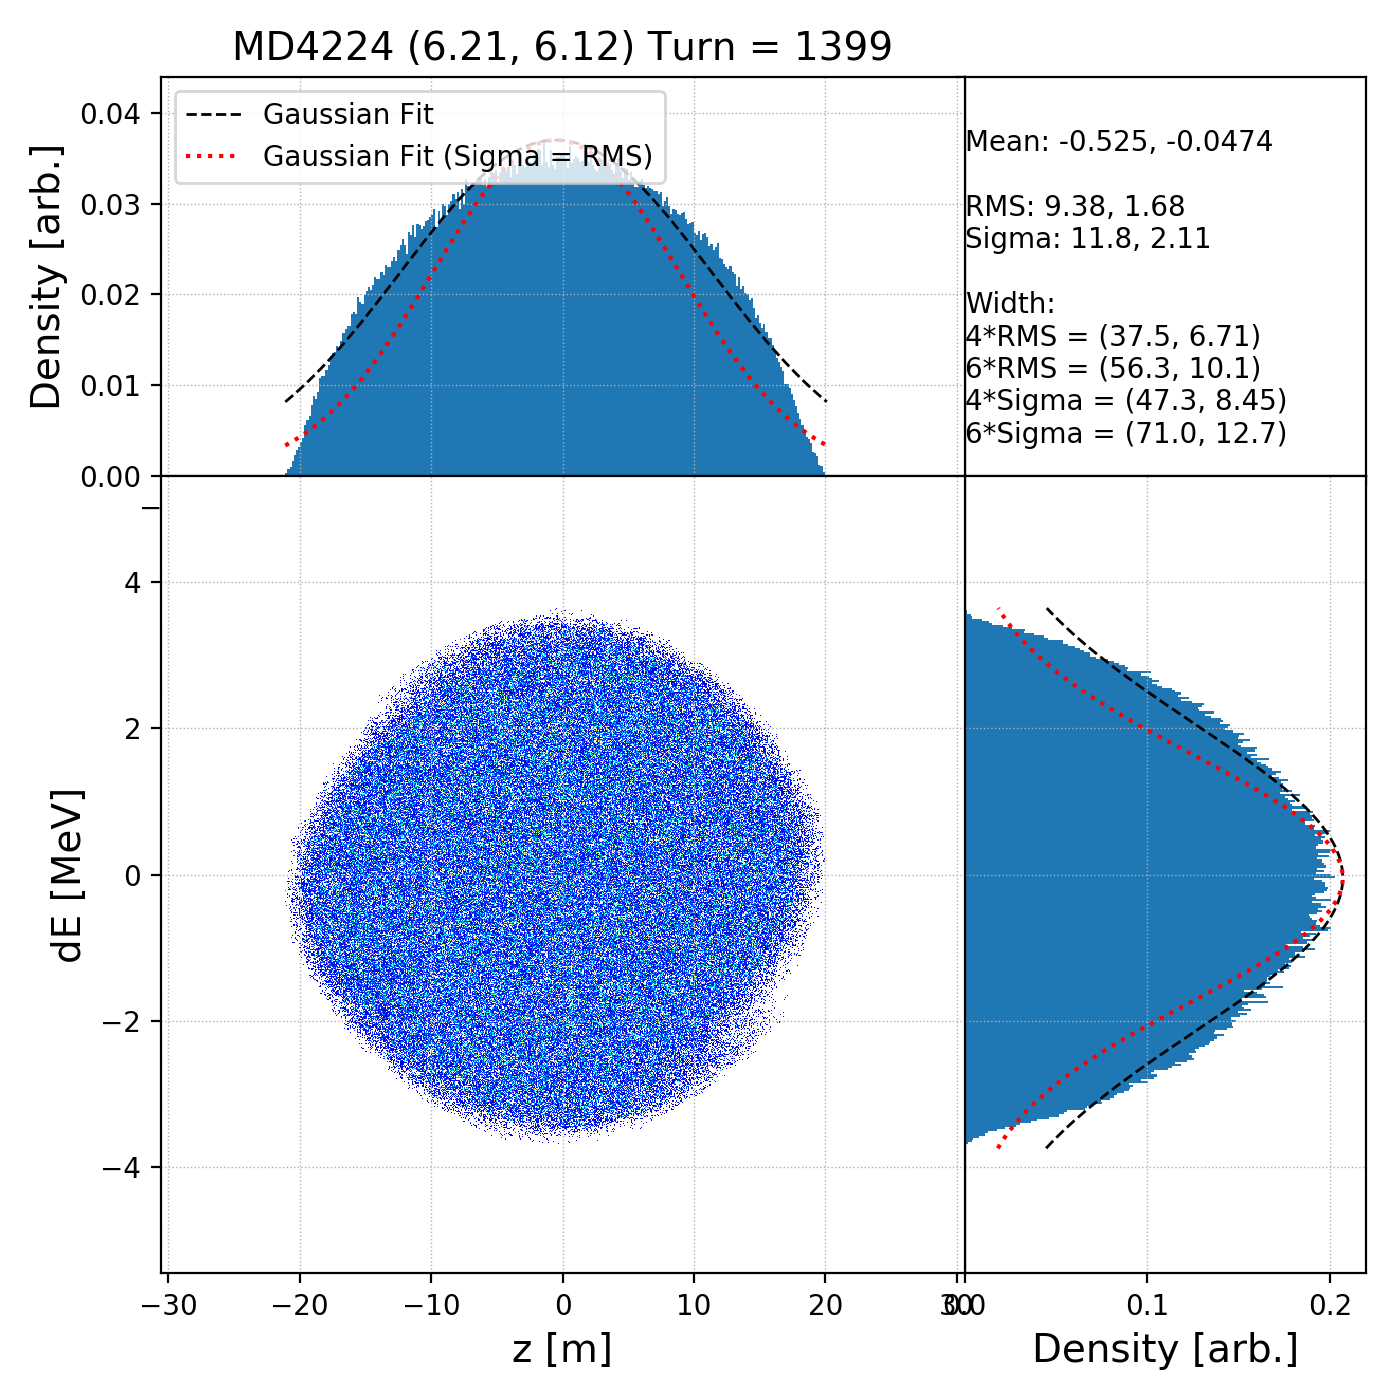 MD4224 (6.21, 6.12) Turn = 1399
Gaussian Fit
Gaussian Fit (Sigma = RMS)
Density [arb.]
0.04
0.03
0.02
0.01
0.00
Mean: -0.525, -0.0474
RMS: 9.38, 1.68
Sigma: 11.8, 2.11
Width:
4*RMS = (37.5, 6.71)
6*RMS = (56.3, 10.1)
4*Sigma = (47.3, 8.45)
6*Sigma = (71.0, 12.7)
dE [MeV]
4
2
0
−2
−4
−30 −20 −10 0 10 20 30
z [m]
0.0 0.1 0.2
Density [arb.]